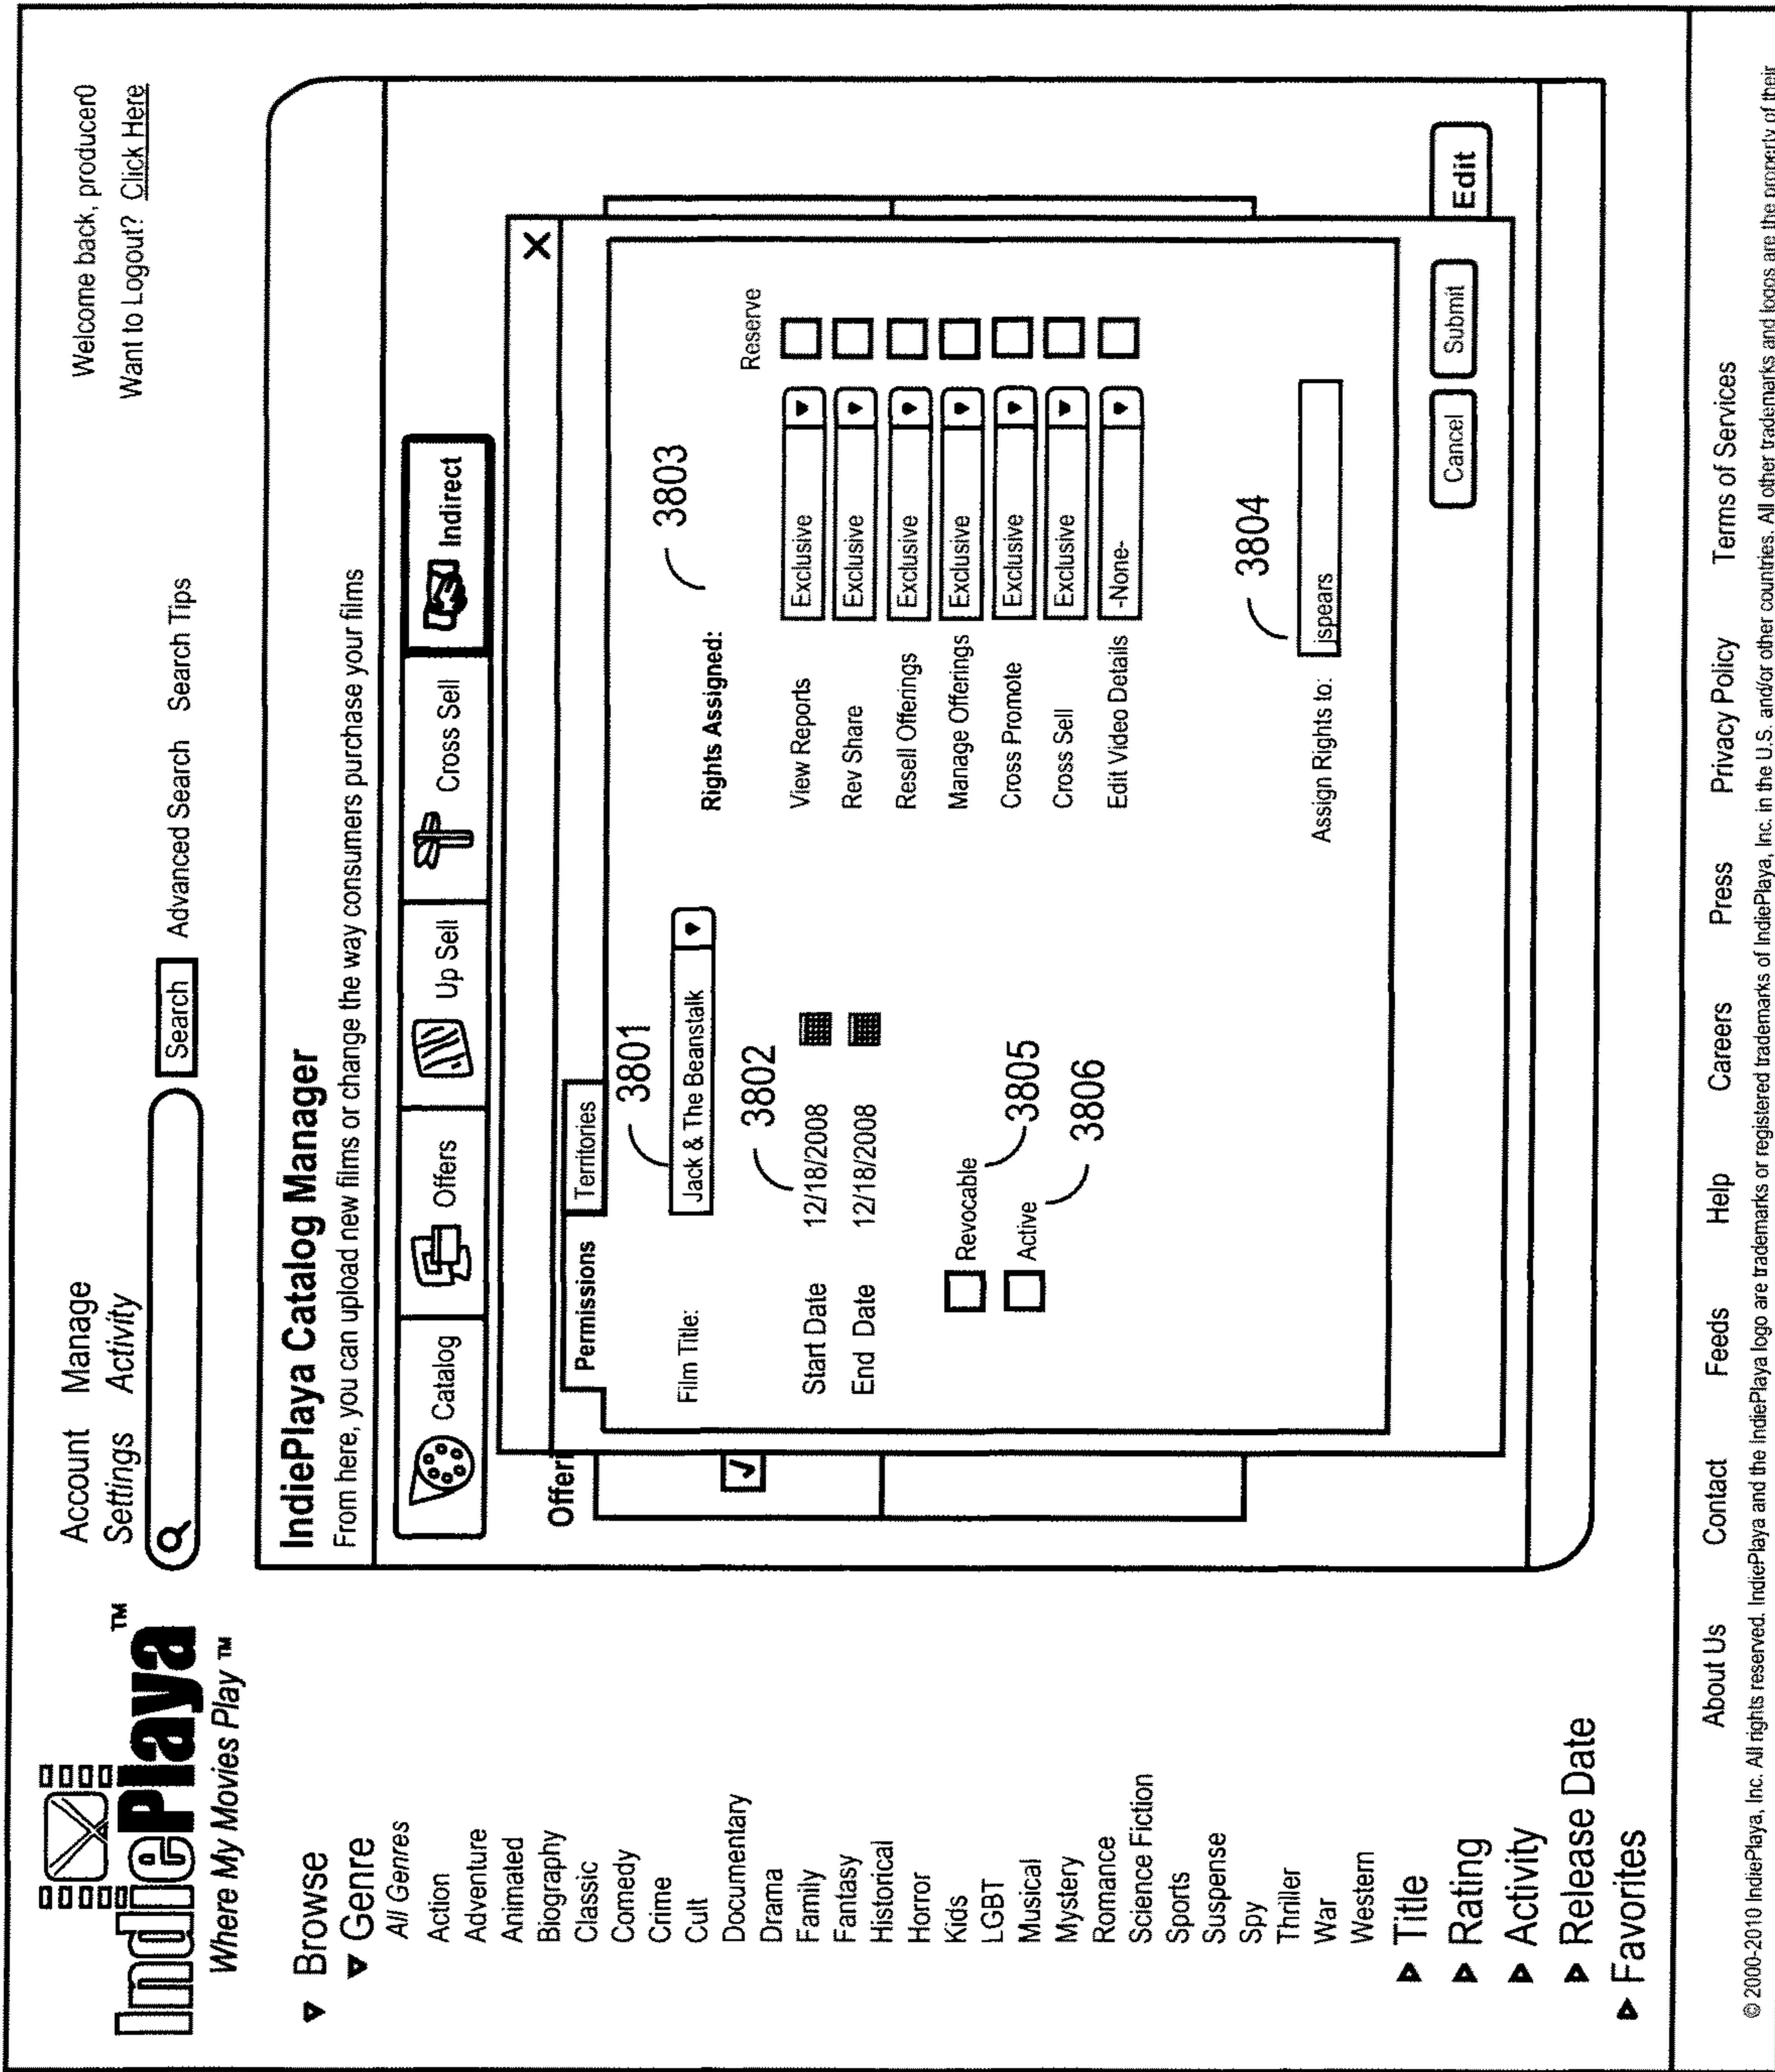 IndiePlaya™
Where My Movies Play ™
Account Manage
Settings Activity
Search Advanced Search Search Tips
Welcome back, producer0
Want to Logout? Click Here
Browse
Genre
All Genres
Action
Adventure
Animated
Biography
Classic
Comedy
Crime
Cult
Documentary
Drama
Family
Fantasy
Historical
Horror
Kids
LGBT
Musical
Mystery
Romance
Science Fiction
Sports
Suspense
Spy
Thriller
War
Western
Title
Rating
Activity
Release Date
Favorites
IndiePlaya Catalog Manager
From here, you can upload new films or change the way consumers purchase your films
Catalog Offers Up Sell Cross Sell Indirect
Offer
X
Permissions Territories
3801
Film Title: Jack & The Beanstalk
3802
Start Date 12/18/2008
End Date 12/18/2008
Revocable 3805
Active 3806
3803
Rights Assigned:
Reserve
View Reports Exclusive
Rev Share Exclusive
Resell Offerings Exclusive
Manage Offerings Exclusive
Cross Promote Exclusive
Cross Sell Exclusive
Edit Video Details -None-
3804
Assign Rights to: jspears
Cancel Submit
Edit
About Us Contact Feeds Help Careers Press Privacy Policy Terms of Services
© 2000-2010 IndiePlaya, Inc. All rights reserved. IndiePlaya and the IndiePlaya logo are trademarks or registered trademarks of IndiePlaya, Inc. in the U.S. and/or other countries. All other trademarks and logos are the property of their